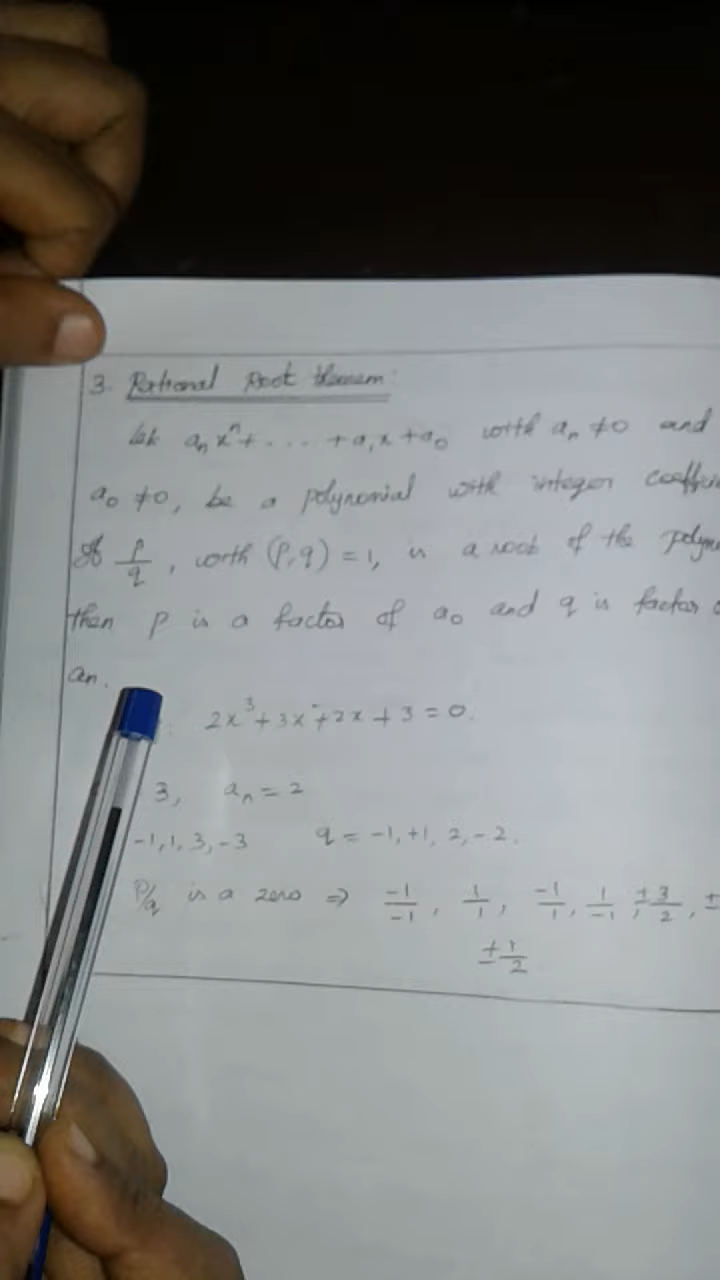 3. Rational Root theorem:
Let aₙxⁿ+ . . . . +a₁x+a₀ with aₙ ≠0 and
a₀ ≠0, be a polynomial with integer
If p/q, with (p,q) = 1, is a root of the
then p is a factor of a₀ and q is factor
an.
2x³+3x²+2x+3=0.
3, aₙ = 2
-1,1,3,-3 q = -1,+1, 2,-2.
P/q is a zero ⇒ -1/-1, 1/1, -1/1, 1/-1, ±3/2, ±
±1/2